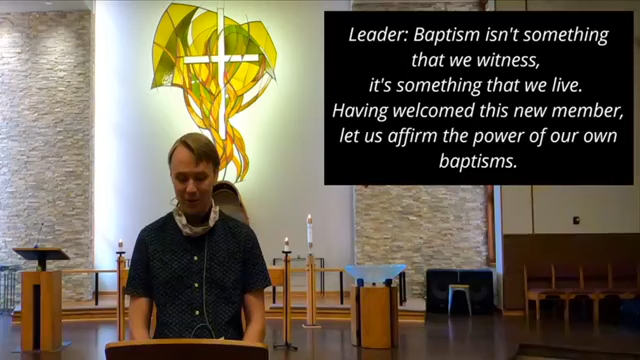 Leader: Baptism isn't something
that we witness,
it's something that we live.
Having welcomed this new member,
let us affirm the power of our own
baptisms.